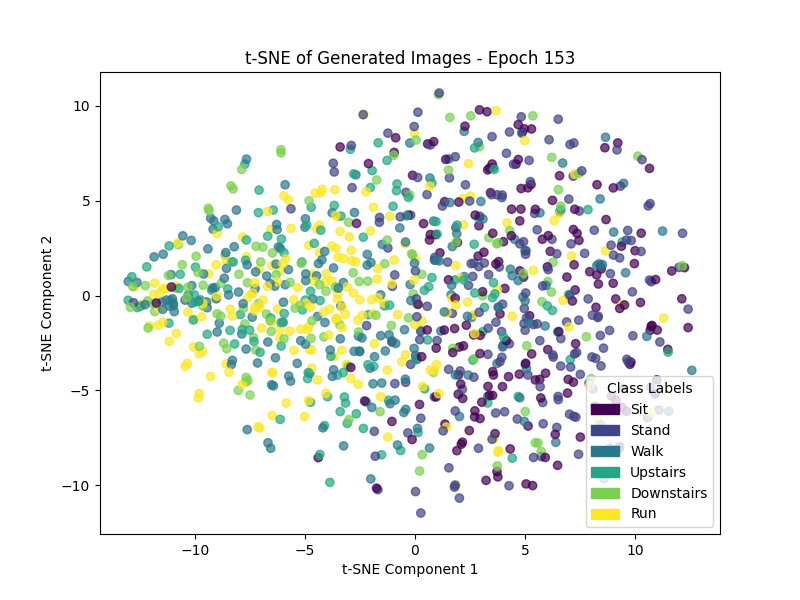 t-SNE of Generated Images - Epoch 153
t-SNE Component 2
10
5
0
−5
−10
−10
−5
0
5
10
t-SNE Component 1
Class Labels
Sit
Stand
Walk
Upstairs
Downstairs
Run